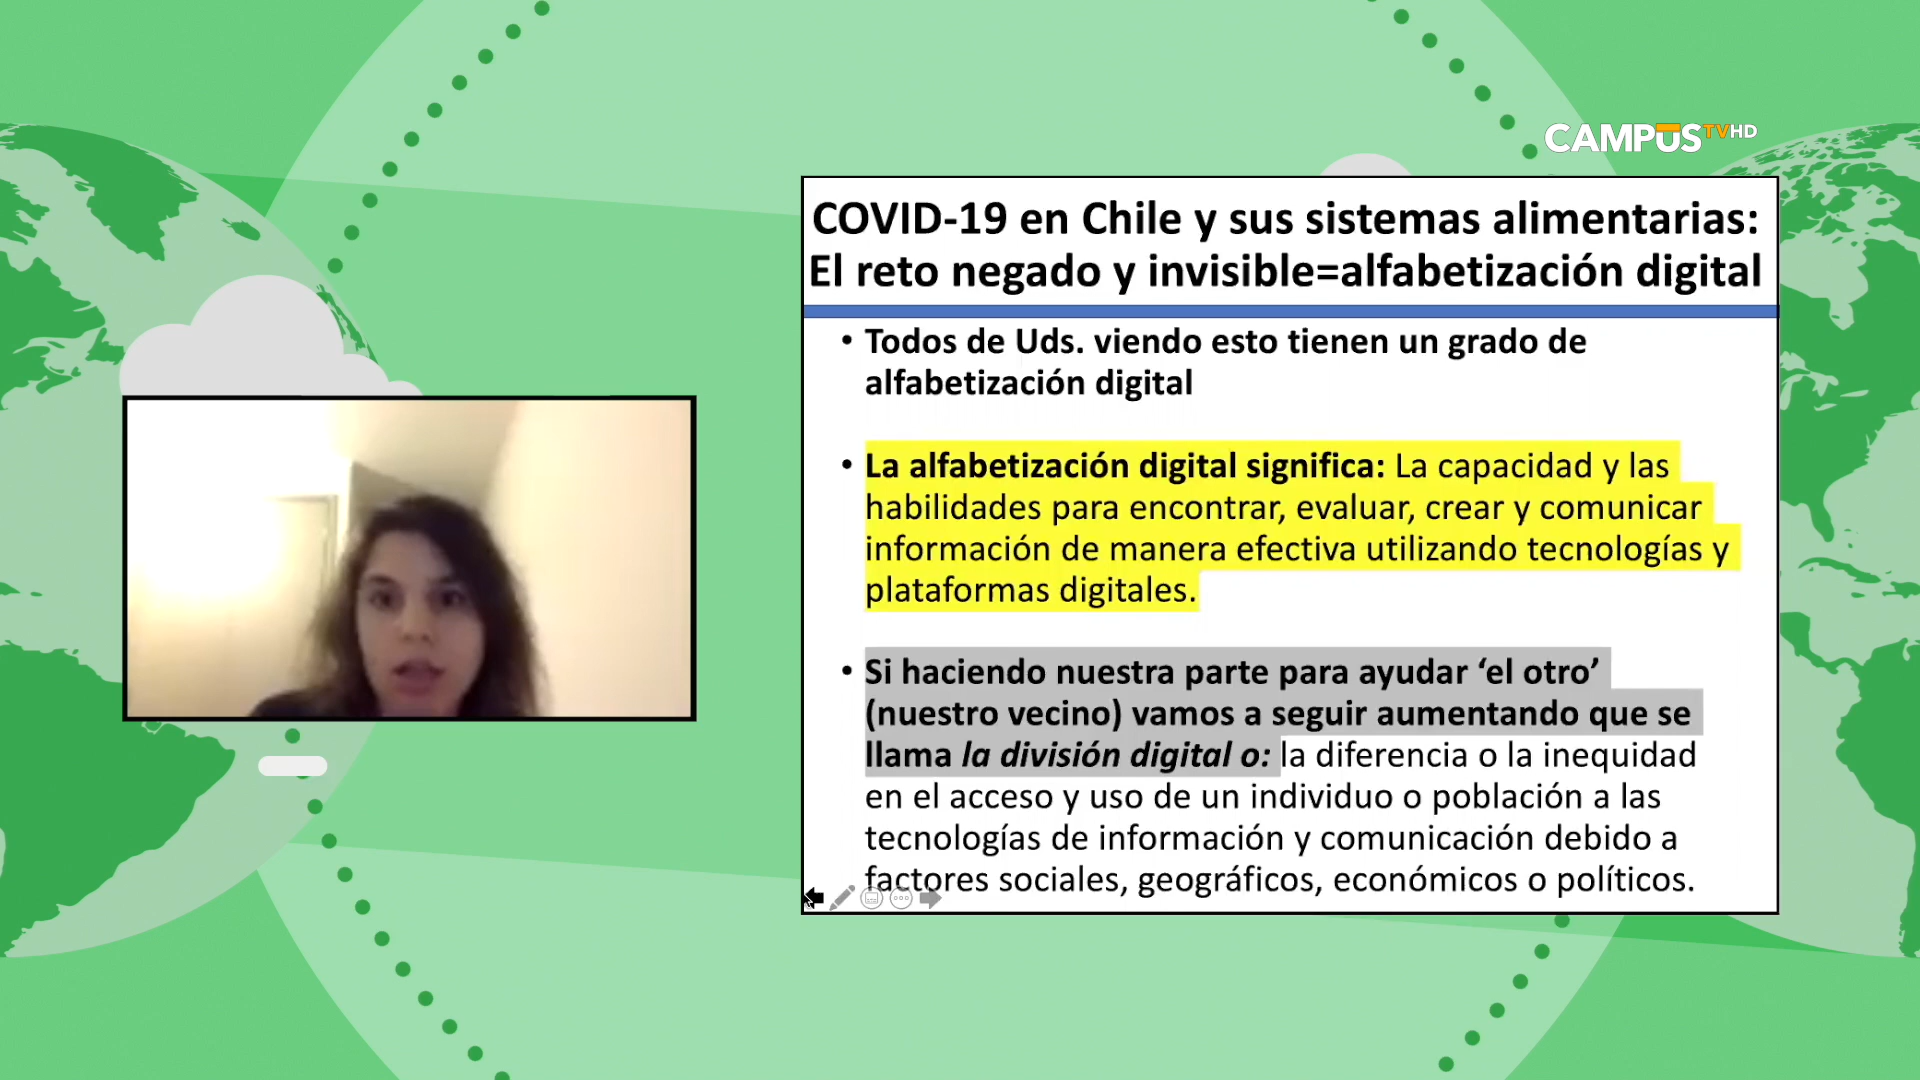 CAMPUSTVHD
COVID-19 en Chile y sus sistemas alimentarias:
El reto negado y invisible=alfabetización digital
• Todos de Uds. viendo esto tienen un grado de
alfabetización digital
• La alfabetización digital significa: La capacidad y las
habilidades para encontrar, evaluar, crear y comunicar
información de manera efectiva utilizando tecnologías y
plataformas digitales.
• Si haciendo nuestra parte para ayudar ‘el otro’
(nuestro vecino) vamos a seguir aumentando que se
llama la división digital o: la diferencia o la inequidad
en el acceso y uso de un individuo o población a las
tecnologías de información y comunicación debido a
factores sociales, geográficos, económicos o políticos.